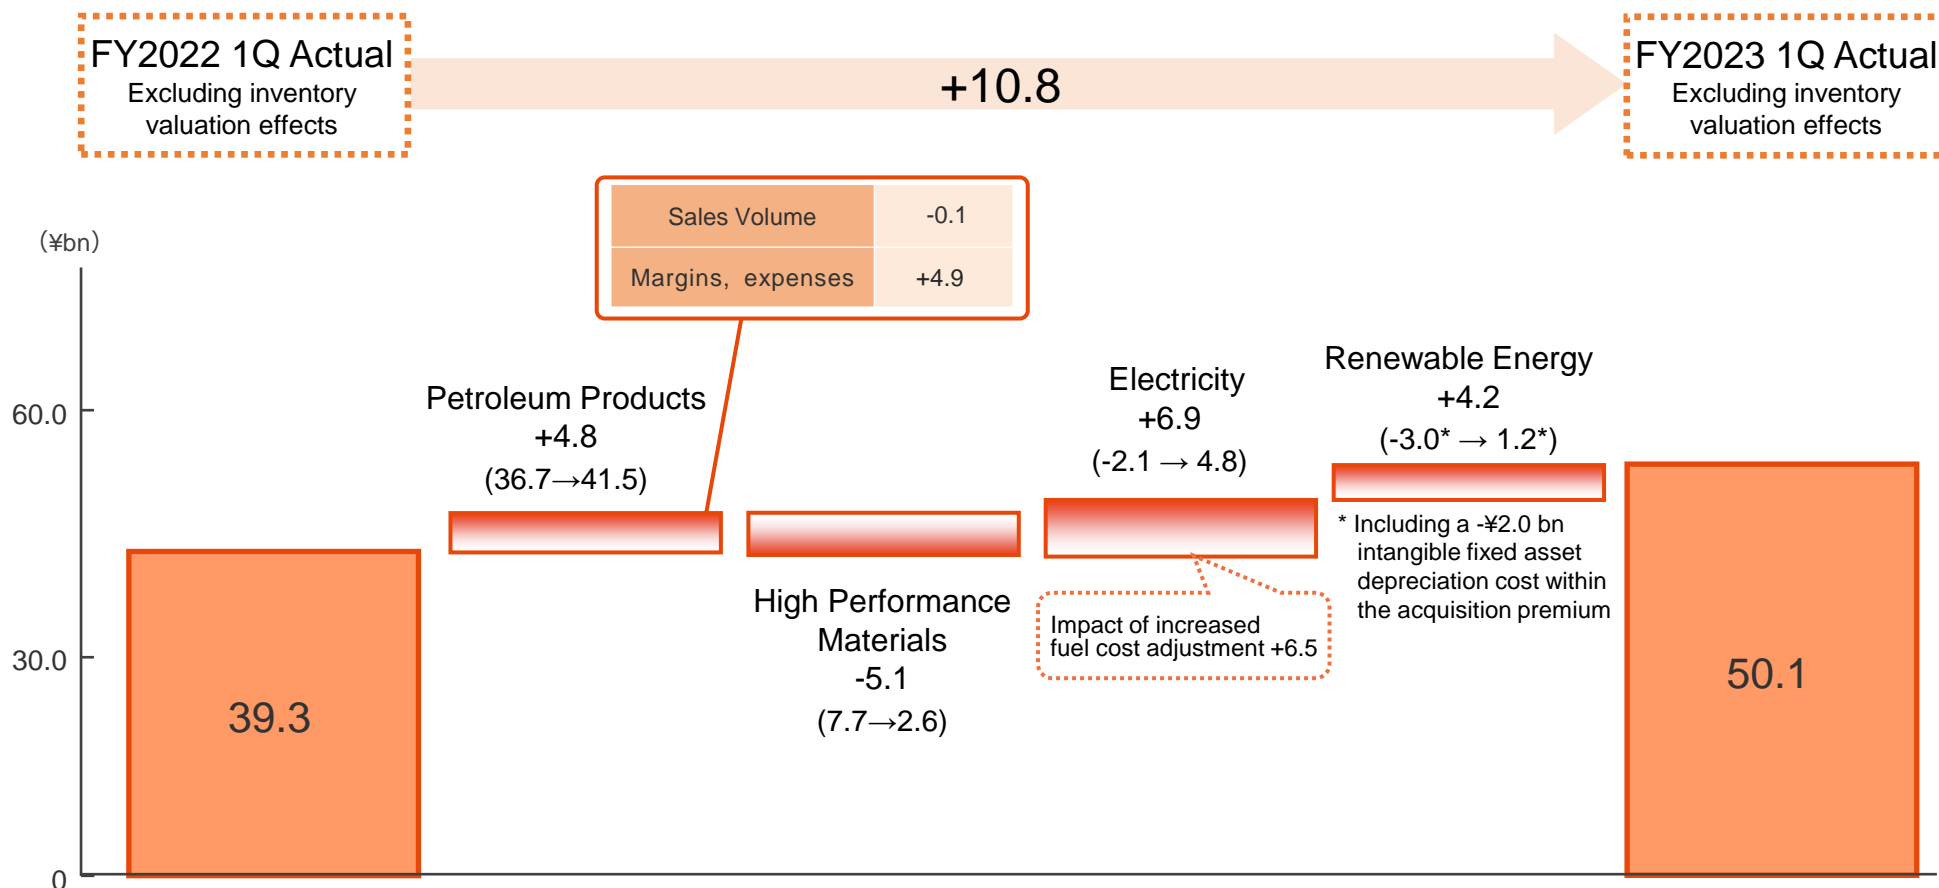 FY2022 1Q Actual
Excluding inventory
valuation effects
+10.8
FY2023 1Q Actual
Excluding inventory
valuation effects
Sales Volume -0.1
Margins, expenses +4.9
(¥bn)
60.0
30.0
0
39.3
Petroleum Products
+4.8
(36.7→41.5)
High Performance
Materials
-5.1
(7.7→2.6)
Electricity
+6.9
(-2.1 → 4.8)
Impact of increased
fuel cost adjustment +6.5
Renewable Energy
+4.2
(-3.0* → 1.2*)
* Including a -¥2.0 bn
intangible fixed asset
depreciation cost within
the acquisition premium
50.1